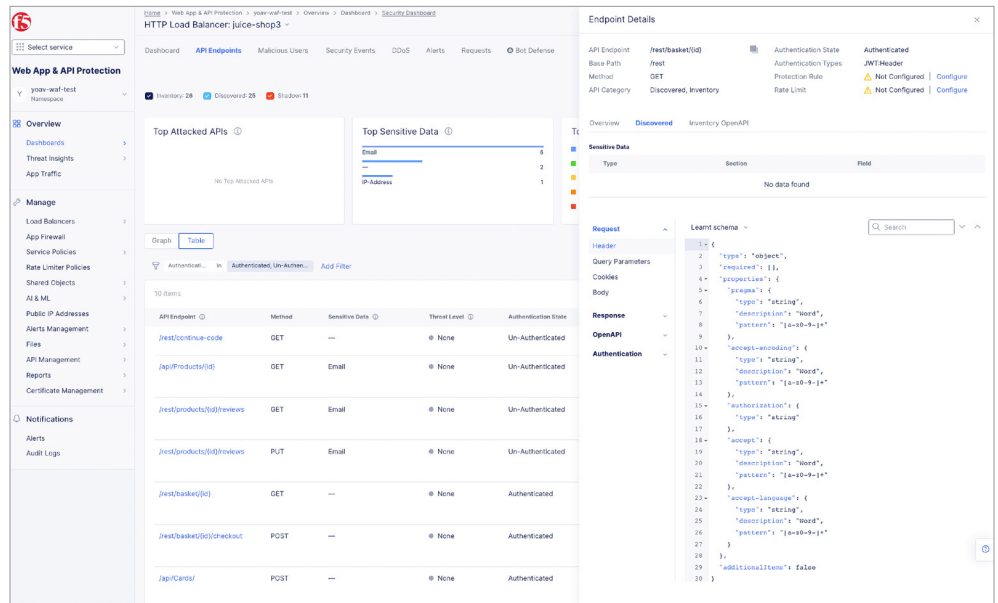 Home > Web App & API Protection > yoav-waf-test > Overview > Dashboard > Security Dashboard
HTTP Load Balancer: juice-shop3
Select service
Web App & API Protection
Y yoav-waf-test
Namespace
Overview
Dashboards
Threat Insights
App Traffic
Manage
Load Balancers
App Firewall
Service Policies
Rate Limiter Policies
Shared Objects
AI & ML
Public IP Addresses
Alerts Management
Files
API Management
Reports
Certificate Management
Notifications
Alerts
Audit Logs
Dashboard API Endpoints Malicious Users Security Events DDoS Alerts Requests Bot Defense
Inventory: 26 Discovered: 25 Shadow: 11
Top Attacked APIs
No Top Attacked APIs
Top Sensitive Data
Email 6
— 2
IP-Address 1
Graph Table
Authenticati... In Authenticated, Un-Authen... Add Filter
10 items
API Endpoint Method Sensitive Data Threat Level Authentication State
/rest/continue-code GET — None Un-Authenticated
/api/Products/{id} GET Email None Un-Authenticated
/rest/products/{id}/reviews GET Email None Un-Authenticated
/rest/products/{id}/reviews PUT Email None Un-Authenticated
/rest/basket/{id} GET — None Authenticated
/rest/basket/{id}/checkout POST — None Authenticated
/api/Cards/ POST — None Authenticated
Endpoint Details
API Endpoint /rest/basket/{id} Authentication State Authenticated
Base Path /rest Authentication Types JWT:Header
Method GET Protection Rule Not Configured | Configure
API Category Discovered, Inventory Rate Limit Not Configured | Configure
Overview Discovered Inventory OpenAPI
Sensitive Data
Type Section Field
No data found
Request
Header
Query Parameters
Cookies
Body
Response
OpenAPI
Authentication
Learnt schema Search
1 {
2 "type": "object",
3 "required": [],
4 "properties": {
5 "pragma": {
6 "type": "string",
7 "description": "Word",
8 "pattern": "[a-z0-9-]+"
9 },
10 "accept-encoding": {
11 "type": "string",
12 "description": "Word",
13 "pattern": "[a-z0-9-]+"
14 },
15 "authorization": {
16 "type": "string"
17 },
18 "accept": {
19 "type": "string",
20 "description": "Word",
21 "pattern": "[a-z0-9-]+"
22 },
23 "accept-language": {
24 "type": "string",
25 "description": "Word",
26 "pattern": "[a-z0-9-]+"
27 }
28 },
29 "additionalItems": false
30 }